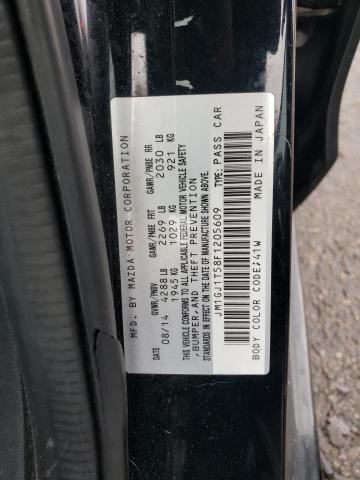 MFD. BY MAZDA MOTOR CORPORATION
DATE GVWR/PNBV GAWR/PNBE FRT GAWR/PNBE RR
08/14 4288 LB 2269 LB 2030 LB
1945 KG 1029 KG 921 KG
THIS VEHICLE CONFORMS TO ALL APPLICABLE FEDERAL MOTOR VEHICLE SAFETY
, BUMPER, AND THEFT PREVENTION
STANDARDS IN EFFECT ON THE DATE OF MANUFACTURE SHOWN ABOVE.
JM1GJ1T58F1205609 TYPE: PASS CAR
BODY COLOR CODE;41W MADE IN JAPAN